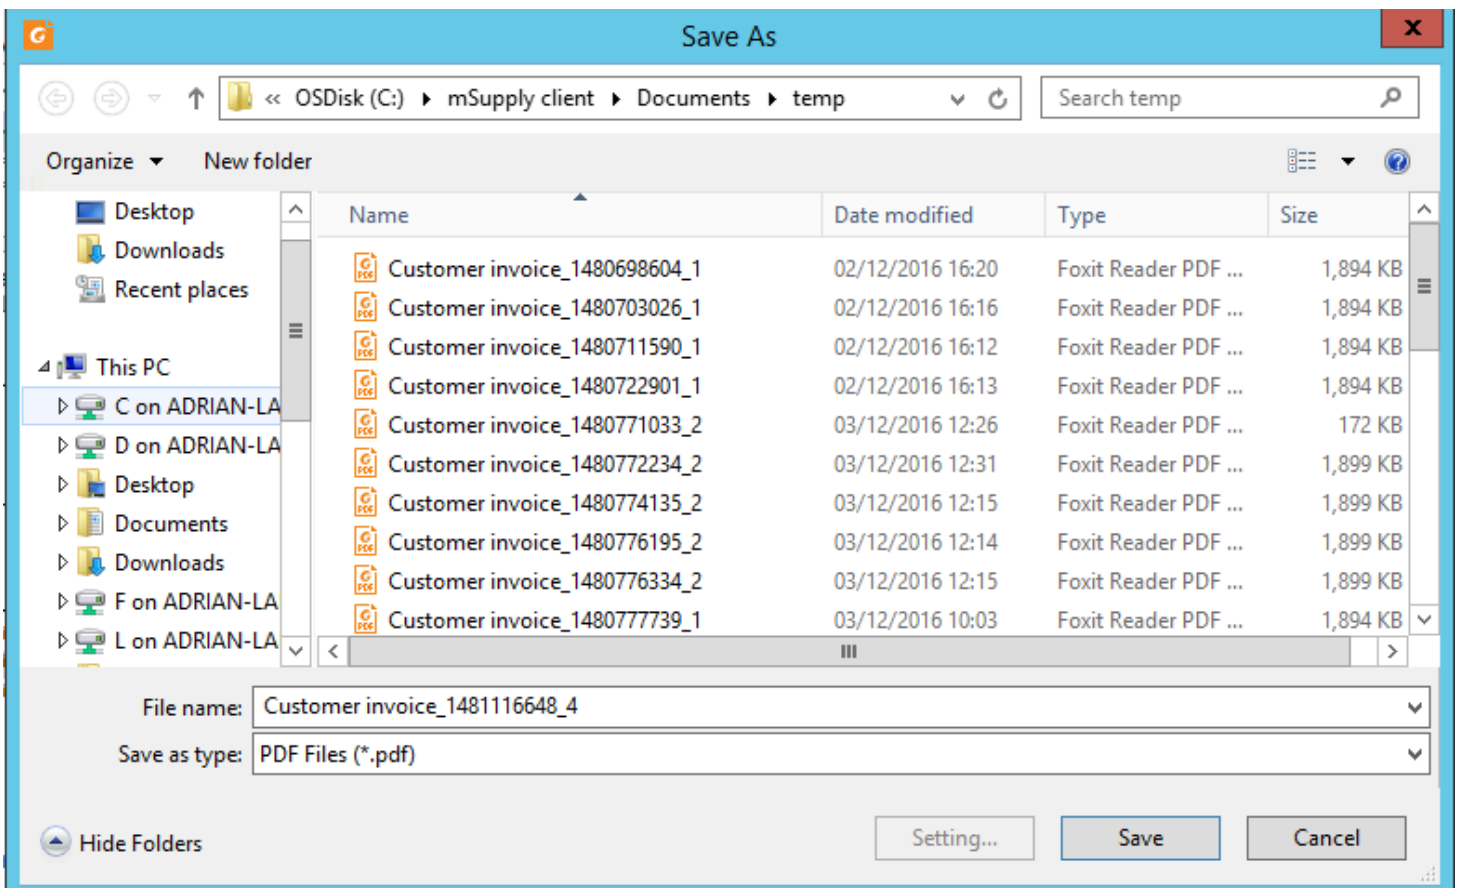 Save As
« OSDisk (C:) mSupply client Documents temp
Search temp
Organize New folder
Name Date modified Type Size
Desktop
Downloads
Recent places
This PC
C on ADRIAN-LA
D on ADRIAN-LA
Desktop
Documents
Downloads
F on ADRIAN-LA
L on ADRIAN-LA
Customer invoice_1480698604_1 02/12/2016 16:20 Foxit Reader PDF ... 1,894 KB
Customer invoice_1480703026_1 02/12/2016 16:16 Foxit Reader PDF ... 1,894 KB
Customer invoice_1480711590_1 02/12/2016 16:12 Foxit Reader PDF ... 1,894 KB
Customer invoice_1480722901_1 02/12/2016 16:13 Foxit Reader PDF ... 1,894 KB
Customer invoice_1480771033_2 03/12/2016 12:26 Foxit Reader PDF ... 172 KB
Customer invoice_1480772234_2 03/12/2016 12:31 Foxit Reader PDF ... 1,899 KB
Customer invoice_1480774135_2 03/12/2016 12:15 Foxit Reader PDF ... 1,899 KB
Customer invoice_1480776195_2 03/12/2016 12:14 Foxit Reader PDF ... 1,899 KB
Customer invoice_1480776334_2 03/12/2016 12:15 Foxit Reader PDF ... 1,899 KB
Customer invoice_1480777739_1 03/12/2016 10:03 Foxit Reader PDF ... 1,894 KB
File name: Customer invoice_1481116648_4
Save as type: PDF Files (*.pdf)
Hide Folders
Setting... Save Cancel